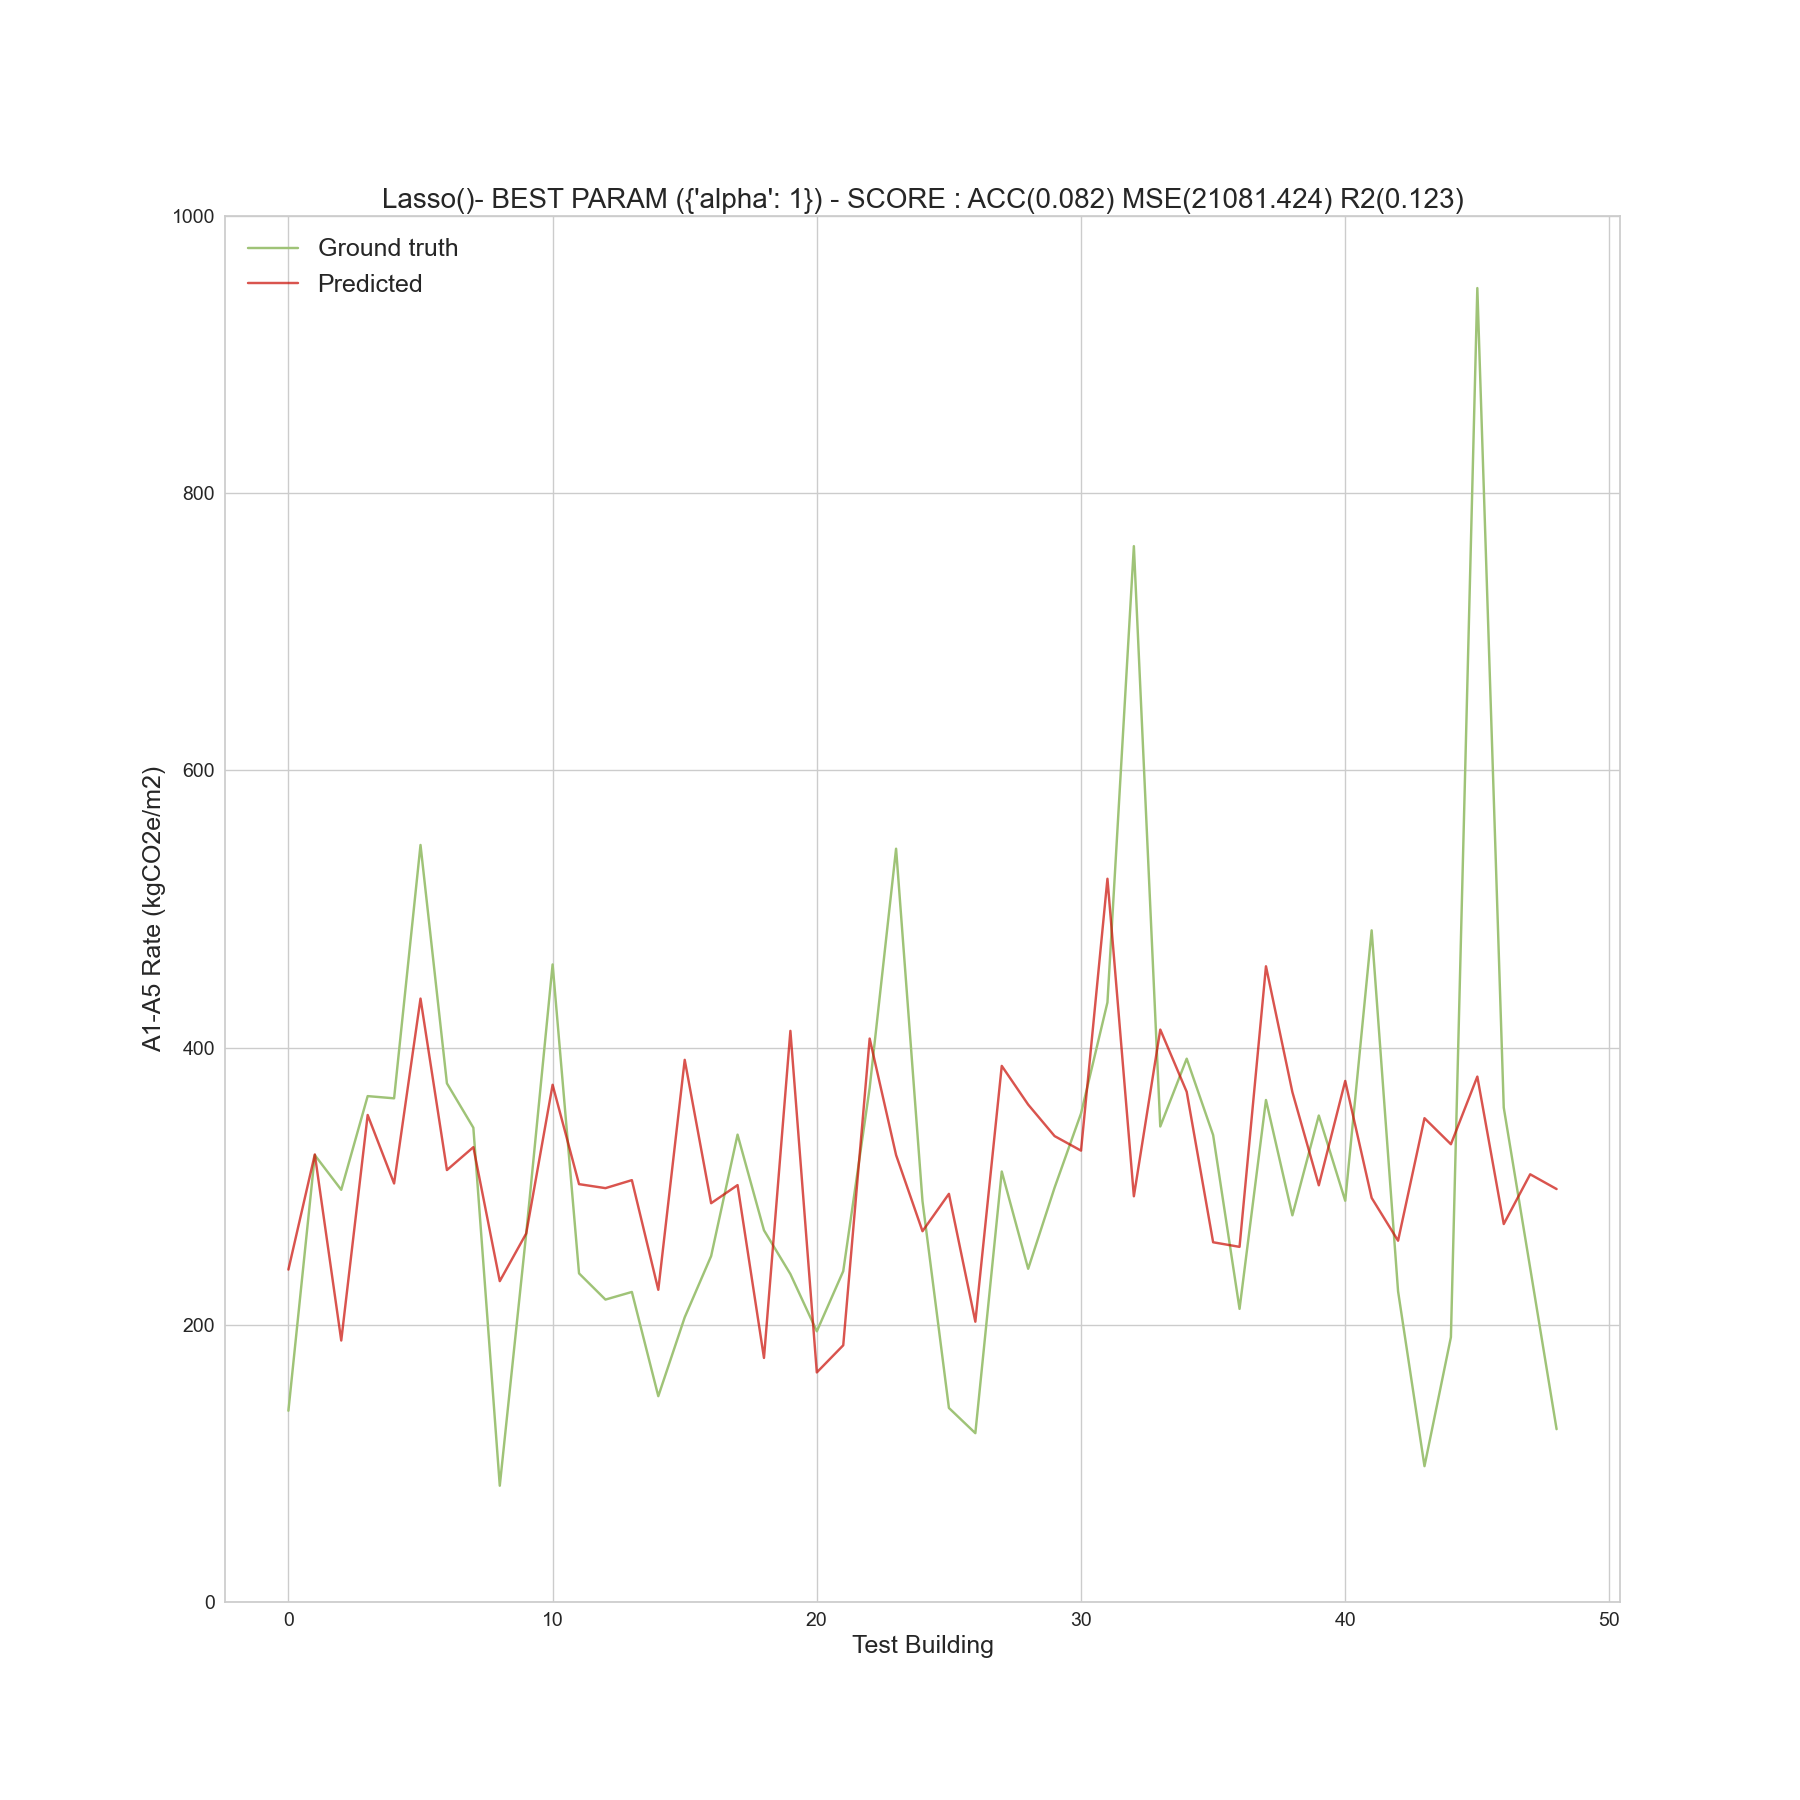 Lasso()- BEST PARAM ({'alpha': 1}) - SCORE : ACC(0.082) MSE(21081.424) R2(0.123)
Ground truth
Predicted
A1-A5 Rate (kgCO2e/m2)
1000
800
600
400
200
0
0 10 20 30 40 50
Test Building